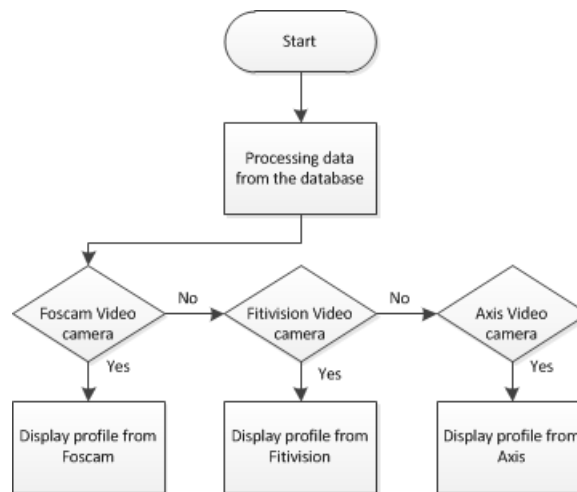 Start
Processing data
from the database
Foscam Video
camera
No
Fitivision Video
camera
No
Axis Video
camera
Yes
Yes
Yes
Display profile from
Foscam
Display profile from
Fitivision
Display profile from
Axis